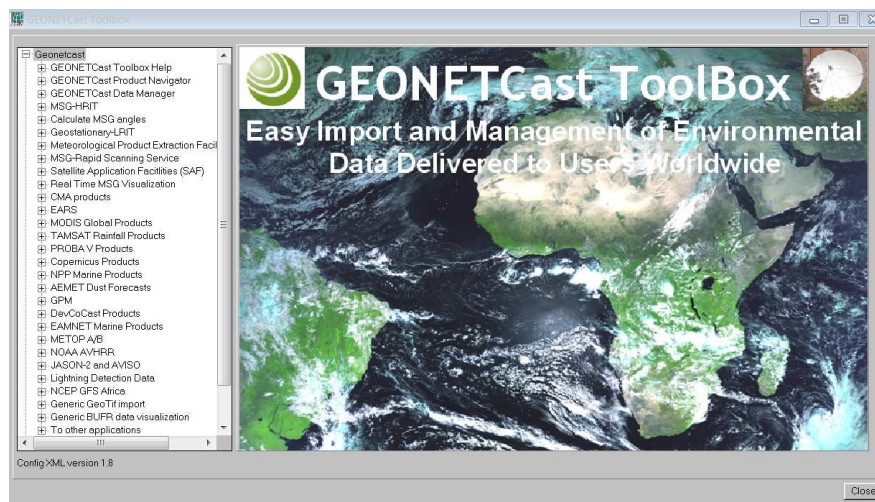 GEONETCast Toolbox
Geonetcast
GEONETCast Toolbox Help
GEONETCast Product Navigator
GEONETCast Data Manager
MSG-HRIT
Calculate MSG angles
Geostationary-LRIT
Meteorological Product Extraction Facil
MSG-Rapid Scanning Service
Satellite Application Facitlities (SAF)
Real Time MSG Visualization
CMA products
EARS
MODIS Global Products
TAMSAT Rainfall Products
PROBA V Products
Copernicus Products
NPP Marine Products
AEMET Dust Forecasts
GPM
DevCoCast Products
EAMNET Marine Products
METOP A/B
NOAA AVHRR
JASON-2 and AVISO
Lightning Detection Data
NCEP GFS Africa
Generic GeoTif import
Generic BUFR data visualization
To other applications
GEONETCast ToolBox
Easy Import and Management of Environmental
Data Delivered to Users Worldwide
Config XML version 1.8
Close